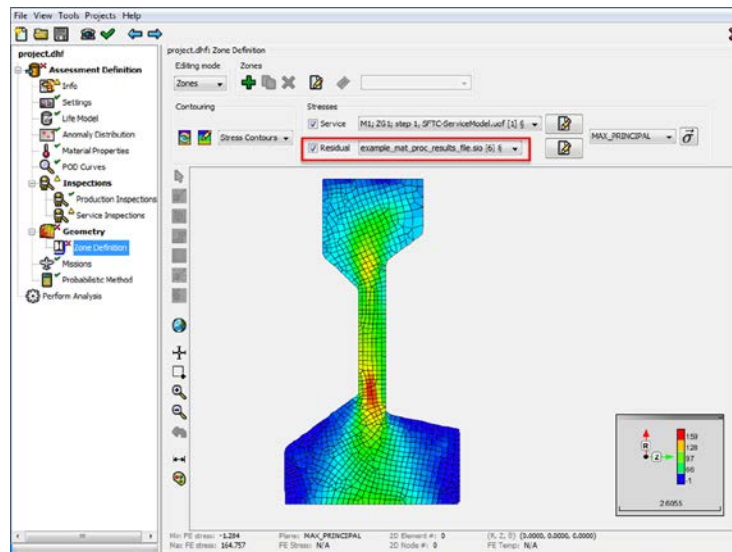 File View Tools Projects Help
project.dhf
Assessment Definition
Info
Settings
Life Model
Anomaly Distribution
Material Properties
POD Curves
Inspections
Production Inspections
Service Inspections
Geometry
Zone Definition
Missions
Probabilistic Method
Perform Analysis
project.dhf: Zone Definition
Editing mode Zones
Zones
Contouring
Stress Contours
Stresses
Service M1; ZG1; step 1, SFTC-ServiceModel.uof [1] §
Residual example_mat_proc_results_file.sio [6] §
MAX_PRINCIPAL σ
R
Z
159
128
97
66
-1
2.6055
Min FE stress: -1.284 Plane: MAX_PRINCIPAL 2D Element #: 0 (R, Z, θ) (0.0000, 0.0000, 0.0000)
Max FE stress: 164.757 FE Stress: N/A 2D Node #: 0 FE Temp: N/A